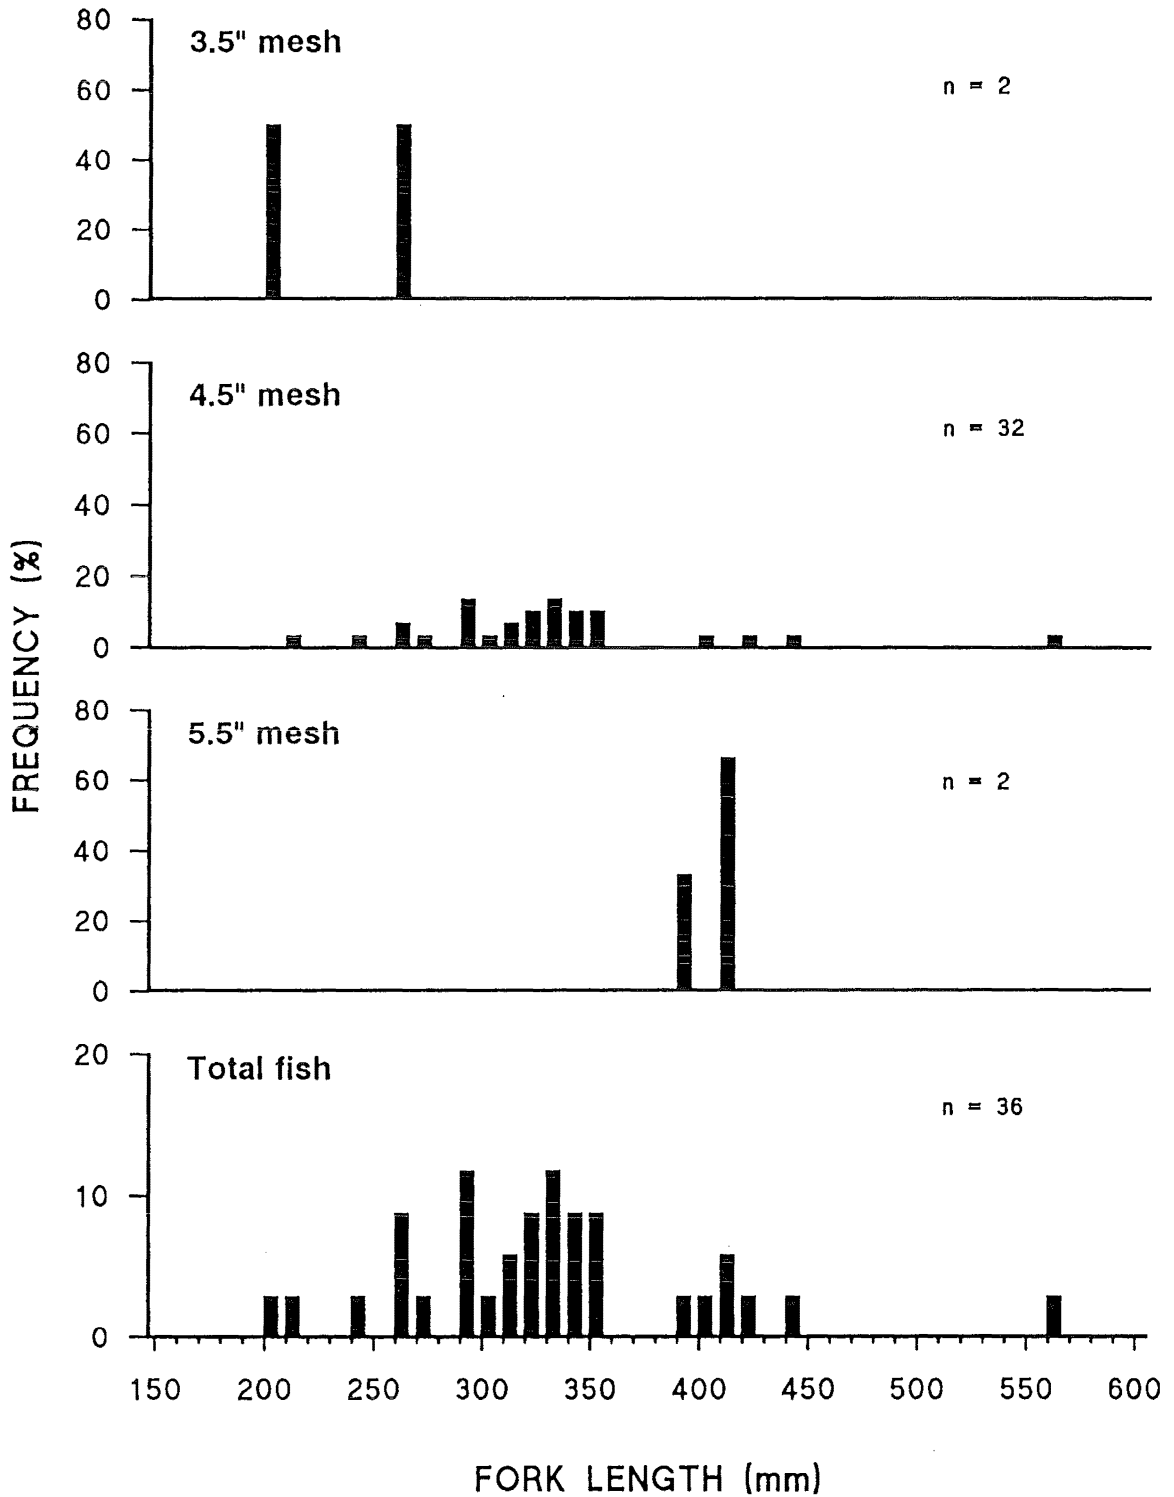 80
3.5" mesh
60
n = 2
40
20
0
80
4.5" mesh
60
n = 32
40
20
0
FREQUENCY (%)
80
5.5" mesh
60
n = 2
40
20
0
20
Total fish
n = 36
10
0
150 200 250 300 350 400 450 500 550 600
FORK LENGTH (mm)